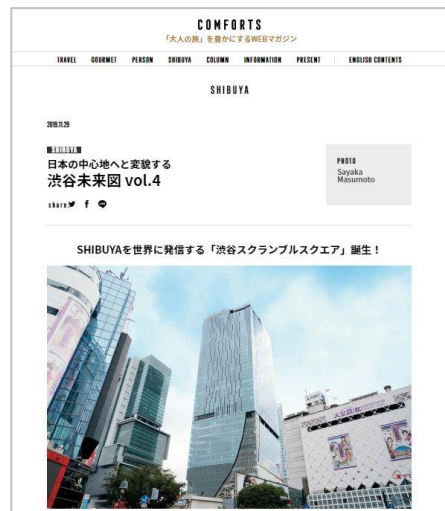 COMFORTS
「大人の旅」を豊かにするWEBマガジン
TRAVEL GOURMET PERSON SHIBUYA COLUMN INFORMATION PRESENT ENGLISH CONTENTS
SHIBUYA
2019.11.29
SHIBUYA
日本の中心地へと変貌する
渋谷未来図 vol.4
share
PHOTO
Sayaka
Masumoto
SHIBUYAを世界に発信する「渋谷スクランブルスクエア」誕生！